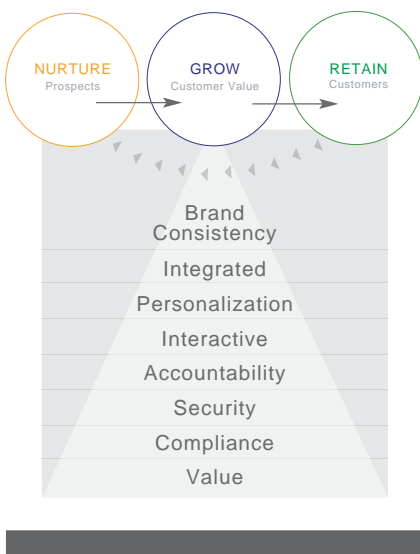 NURTURE
Prospects
GROW
Customer Value
RETAIN
Customers
Brand
Consistency
Integrated
Personalization
Interactive
Accountability
Security
Compliance
Value